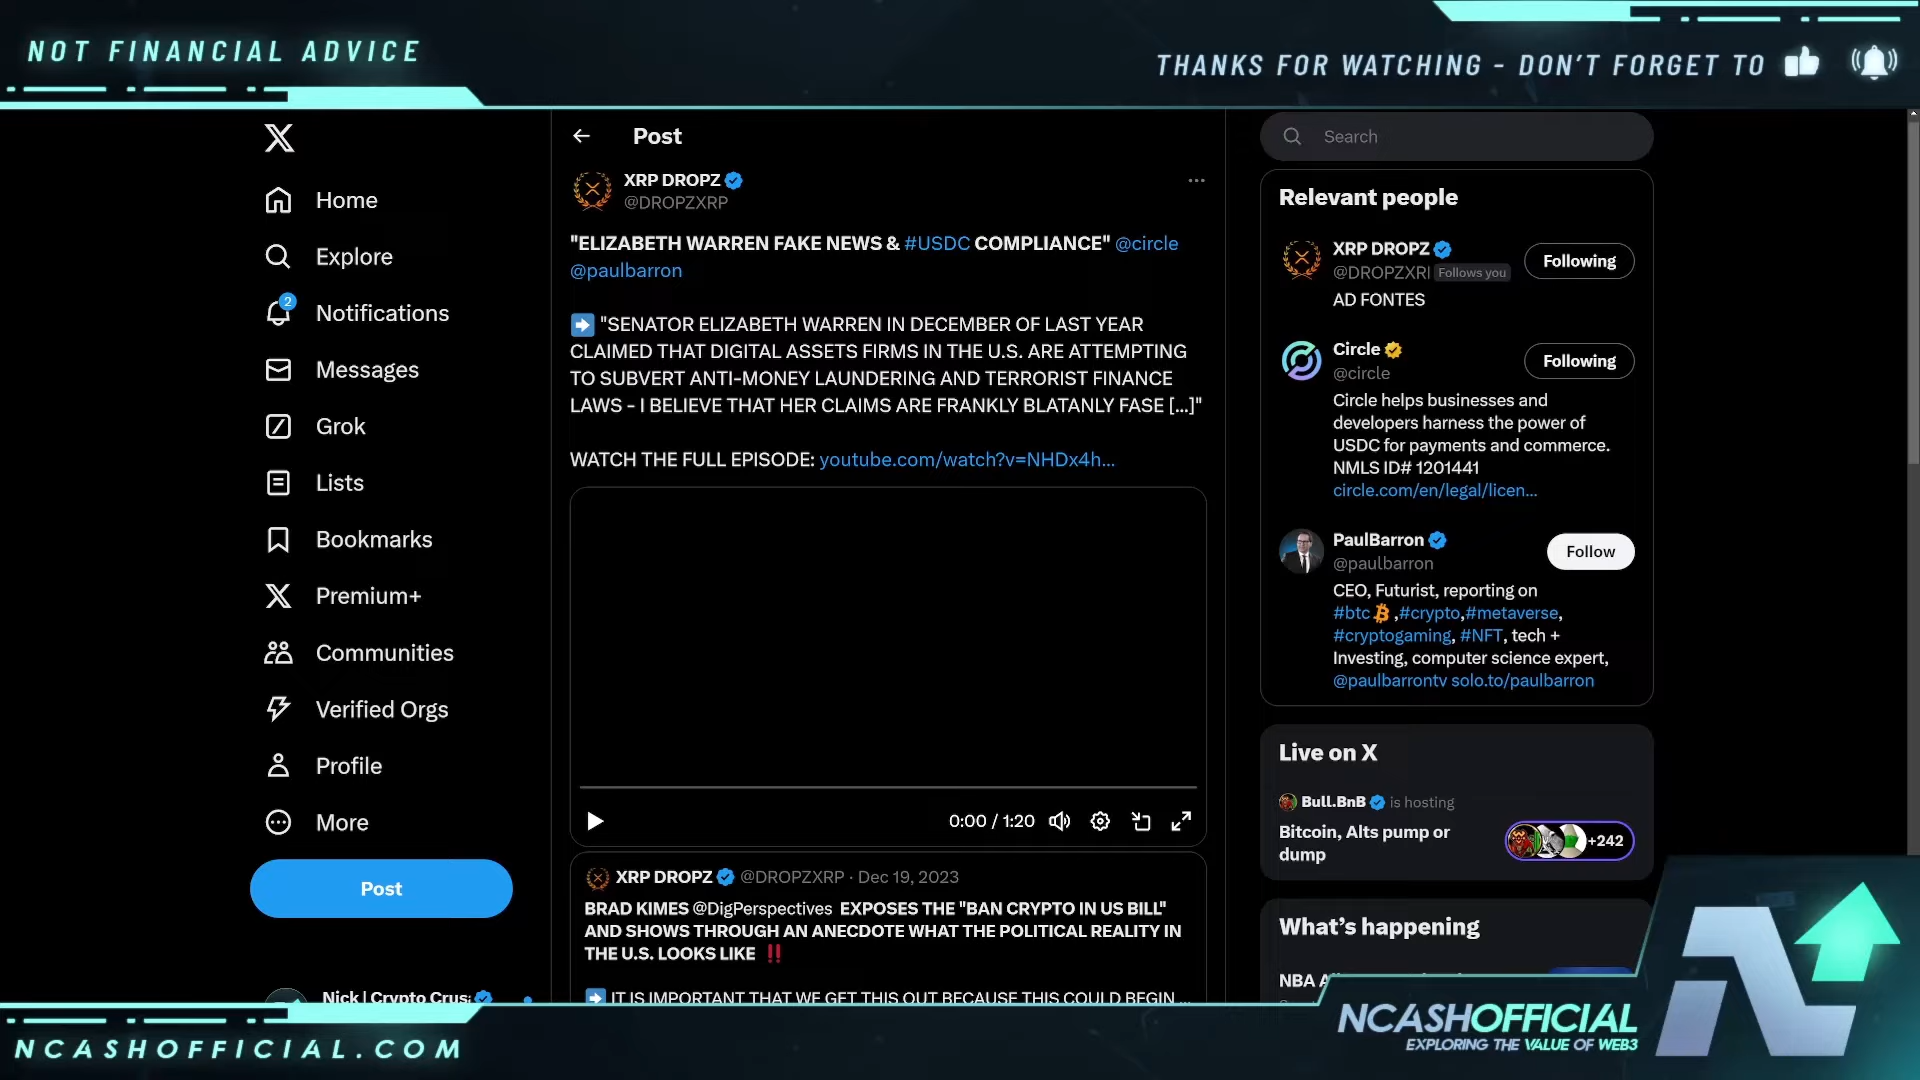 NOT FINANCIAL ADVICE
THANKS FOR WATCHING - DON'T FORGET TO
Home
Explore
2
Notifications
Messages
Grok
Lists
Bookmarks
Premium+
Communities
Verified Orgs
Profile
More
Post
Nick | Crypto Crus
Post
XRP DROPZ
@DROPZXRP
"ELIZABETH WARREN FAKE NEWS & #USDC COMPLIANCE" @circle
@paulbarron
"SENATOR ELIZABETH WARREN IN DECEMBER OF LAST YEAR
CLAIMED THAT DIGITAL ASSETS FIRMS IN THE U.S. ARE ATTEMPTING
TO SUBVERT ANTI-MONEY LAUNDERING AND TERRORIST FINANCE
LAWS - I BELIEVE THAT HER CLAIMS ARE FRANKLY BLATANLY FASE [...]"
WATCH THE FULL EPISODE: youtube.com/watch?v=NHDx4h...
0:00 / 1:20
XRP DROPZ @DROPZXRP · Dec 19, 2023
BRAD KIMES @DigPerspectives EXPOSES THE "BAN CRYPTO IN US BILL"
AND SHOWS THROUGH AN ANECDOTE WHAT THE POLITICAL REALITY IN
THE U.S. LOOKS LIKE ‼️
IT IS IMPORTANT THAT WE GET THIS OUT BECAUSE THIS COULD BEGIN ...
Search
Relevant people
XRP DROPZ
@DROPZXRI Follows you
Following
AD FONTES
Circle
@circle
Following
Circle helps businesses and
developers harness the power of
USDC for payments and commerce.
NMLS ID# 1201441
circle.com/en/legal/licen...
PaulBarron
@paulbarron
Follow
CEO, Futurist, reporting on
#btc ,#crypto,#metaverse,
#cryptogaming, #NFT, tech +
Investing, computer science expert,
@paulbarrontv solo.to/paulbarron
Live on X
Bull.BnB is hosting
Bitcoin, Alts pump or
dump
+242
What's happening
NBA
NCASHOFFICIAL.COM
NCASHOFFICIAL
EXPLORING THE VALUE OF WEB3